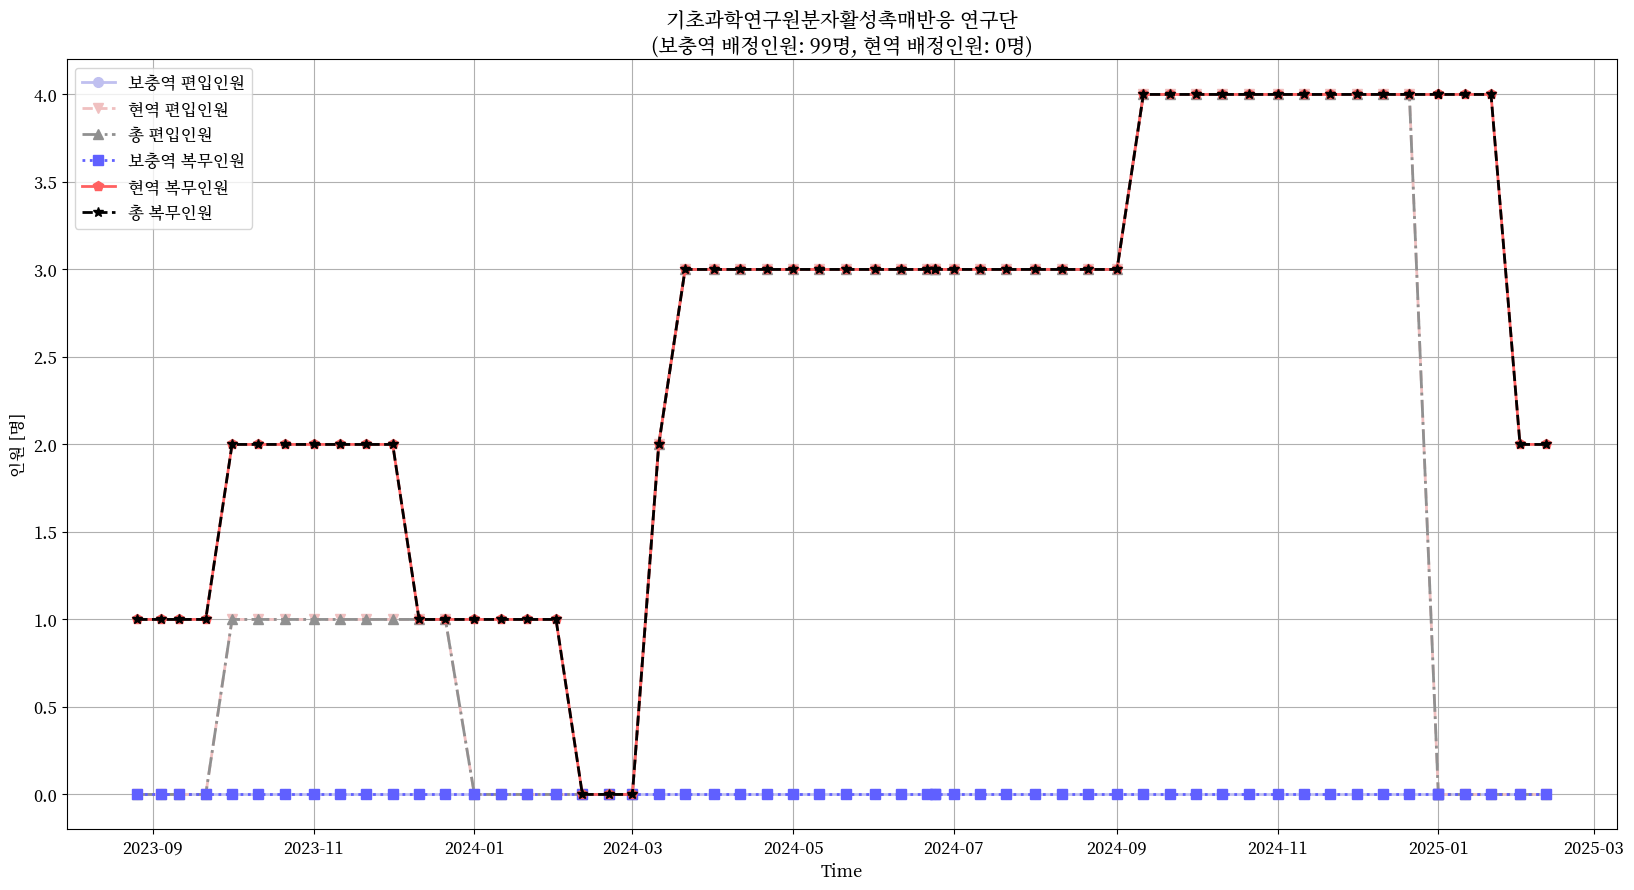 기초과학연구원분자활성촉매반응 연구단
(보충역 배정인원: 99명, 현역 배정인원: 0명)
보충역 편입인원
현역 편입인원
총 편입인원
보충역 복무인원
현역 복무인원
총 복무인원
4.0
3.5
3.0
2.5
2.0
1.5
1.0
0.5
0.0
인원 [명]
2023-09
2023-11
2024-01
2024-03
2024-05
2024-07
2024-09
2024-11
2025-01
2025-03
Time